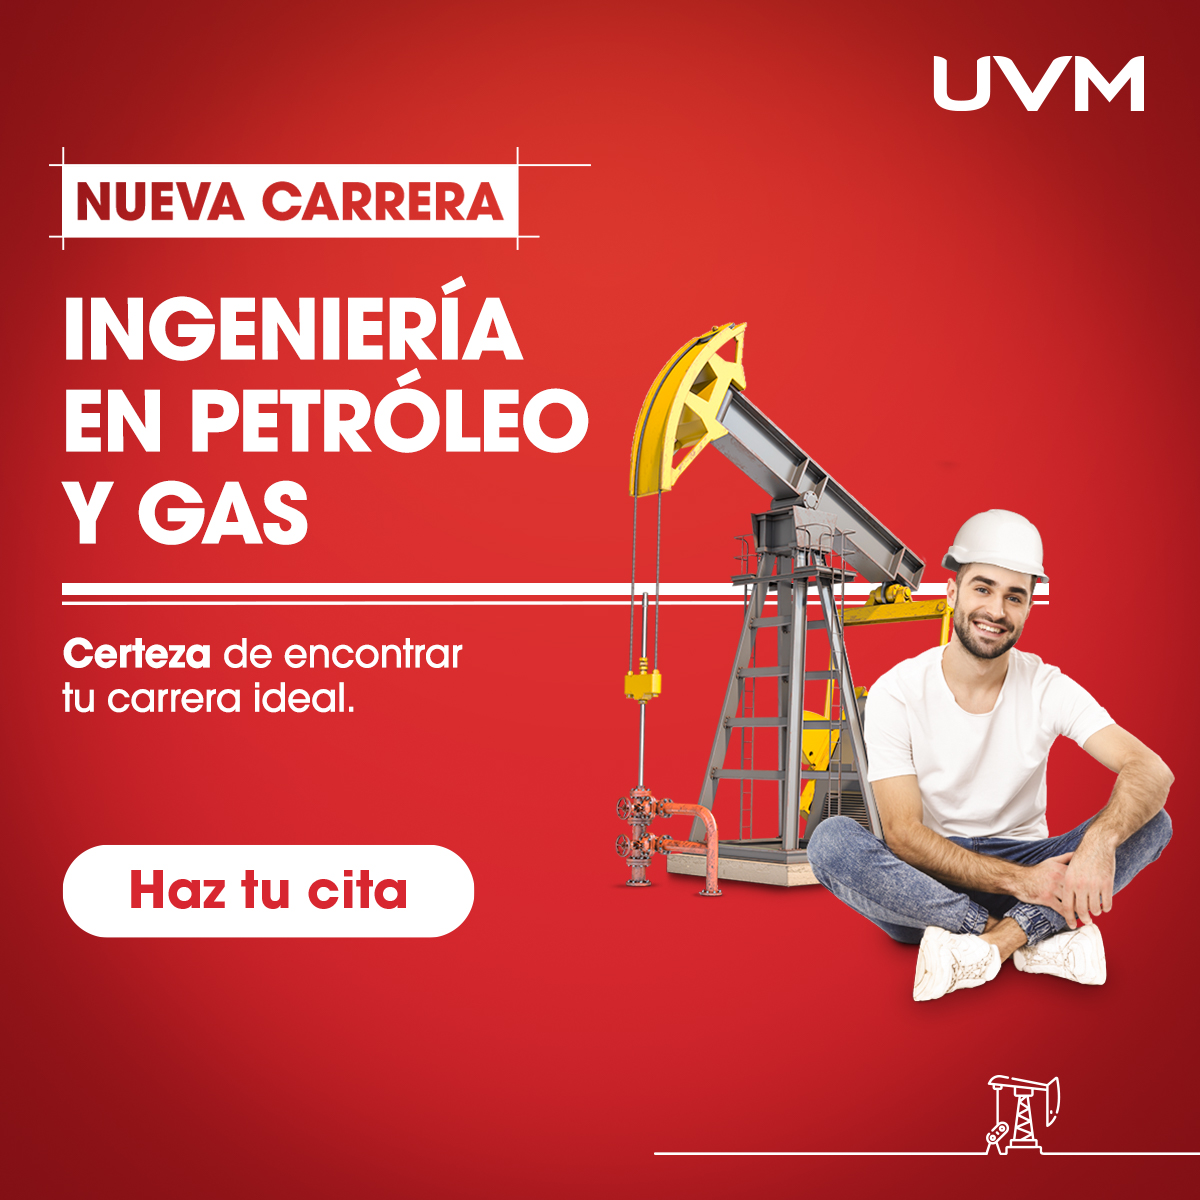 UVM
NUEVA CARRERA
INGENIERÍA
EN PETRÓLEO
Y GAS
Certeza de encontrar
tu carrera ideal.
Haz tu cita